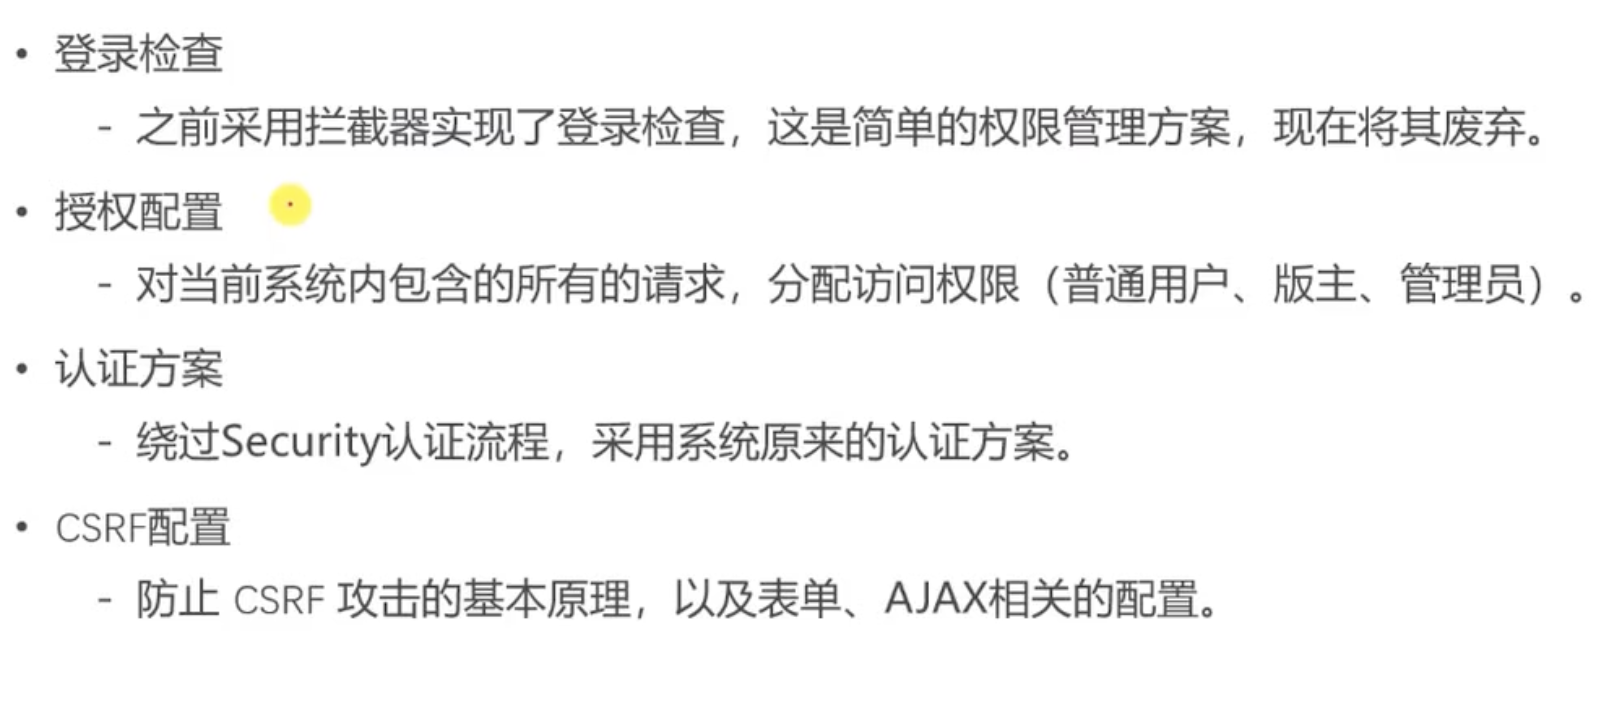 • 登录检查
- 之前采用拦截器实现了登录检查，这是简单的权限管理方案，现在将其废弃。
• 授权配置
- 对当前系统内包含的所有的请求，分配访问权限（普通用户、版主、管理员）。
• 认证方案
- 绕过Security认证流程，采用系统原来的认证方案。
• CSRF配置
- 防止 CSRF 攻击的基本原理，以及表单、AJAX相关的配置。